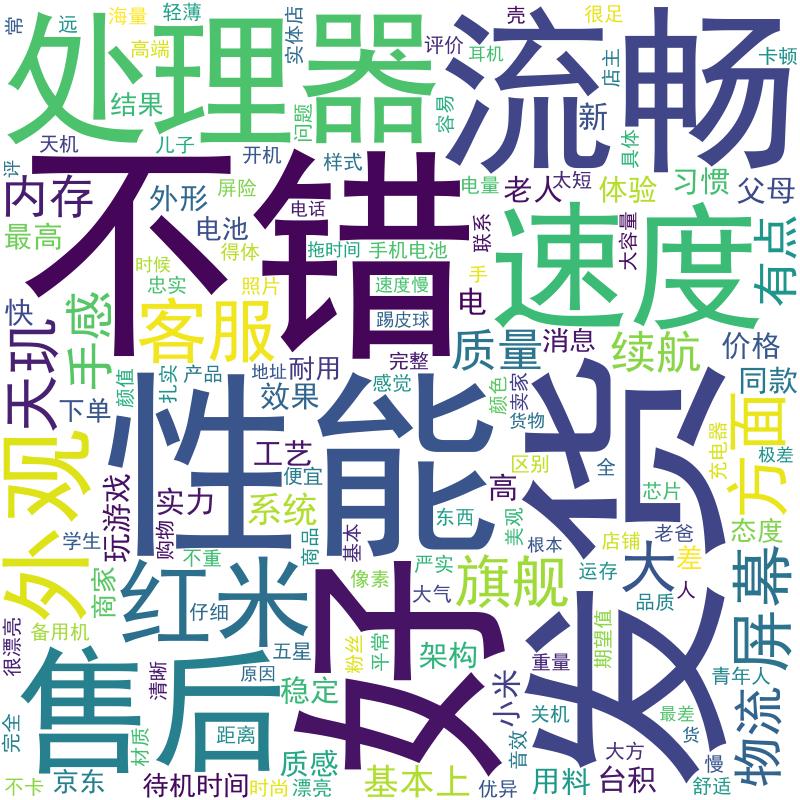 常
远
海量
轻薄
高端
实体店
处理器
结果
问题
壳
评价
耳机
容易
很足
店主
卡顿
流畅
新
具体
天机
儿子
评
开机
样式
电量
老人
太短
体验
习惯
父母
内存
外形
屏险
电话
不错
最高
电池
得体
拖时间
手机电池
联系
大容量
速度
有点
时候
忠实
照片
速度慢
手
电
快
天玑
手感
客服
踢皮球
质量
消息
续航
价格
完整
下单
颜值
扎实
产品
地址
耐用
效果
感觉
颜色
卖家
货物
同款
外观
性能
发货
方面
工艺
便宜
高
区别
全
充电器
极差
玩游戏
实力
购物
系统
商品
基本
东西
美观
根本
芯片
老爸
学生
不重
严实
店铺
差
态度
商家
红米
仔细
像素
大气
旗舰
运存
大
人
品质
屏幕
备用机
很漂亮
售后
清晰
五星
原因
粉丝
平常
好
架构
重量
期望值
青年人
稳定
小米
关机
最差
物流
完全
材质
距离
质感
音效
大方
货
慢
不卡
京东
待机时间
时尚
漂亮
基本上
优异
用料
台积
舒适